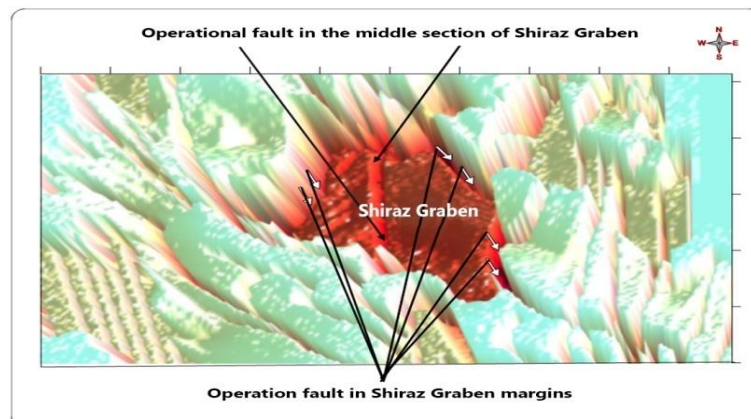 Operational fault in the middle section of Shiraz Graben
N
W E
S
Shiraz Graben
Operation fault in Shiraz Graben margins